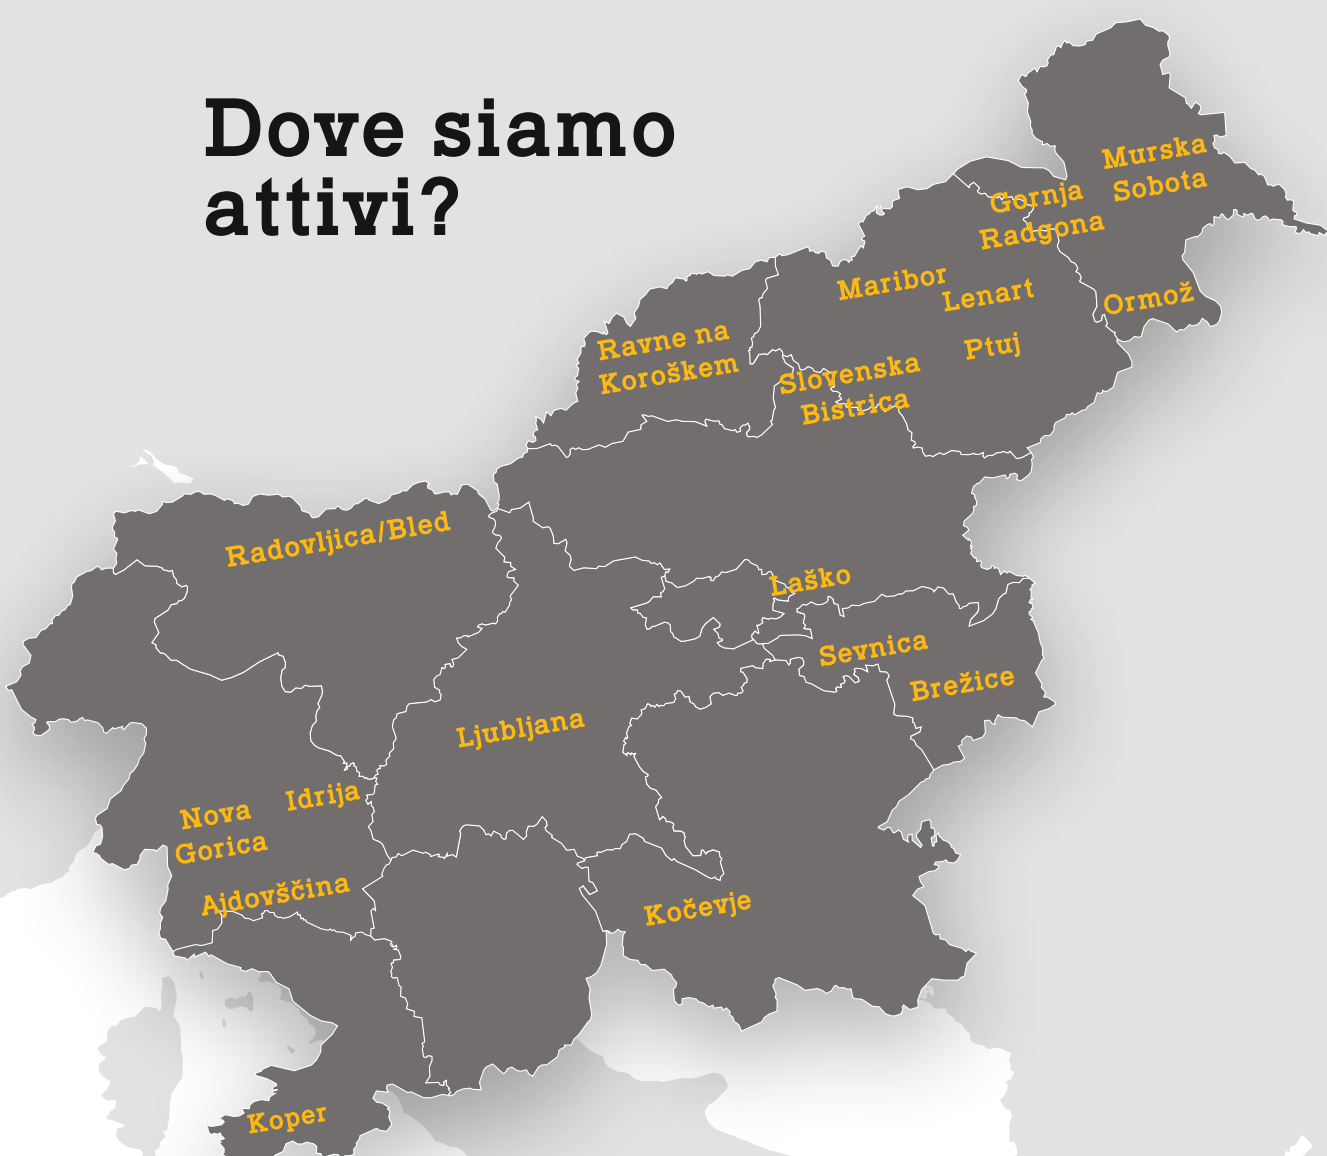 Dove siamo
attivi?
Murska
Sobota
Gornja
Radgona
Maribor
Lenart
Ormož
Ptuj
Ravne na
Koroškem
Slovenska
Bistrica
Radovljica/Bled
Laško
Sevnica
Brežice
Ljubljana
Idrija
Nova
Gorica
Ajdovščina
Kočevje
Koper